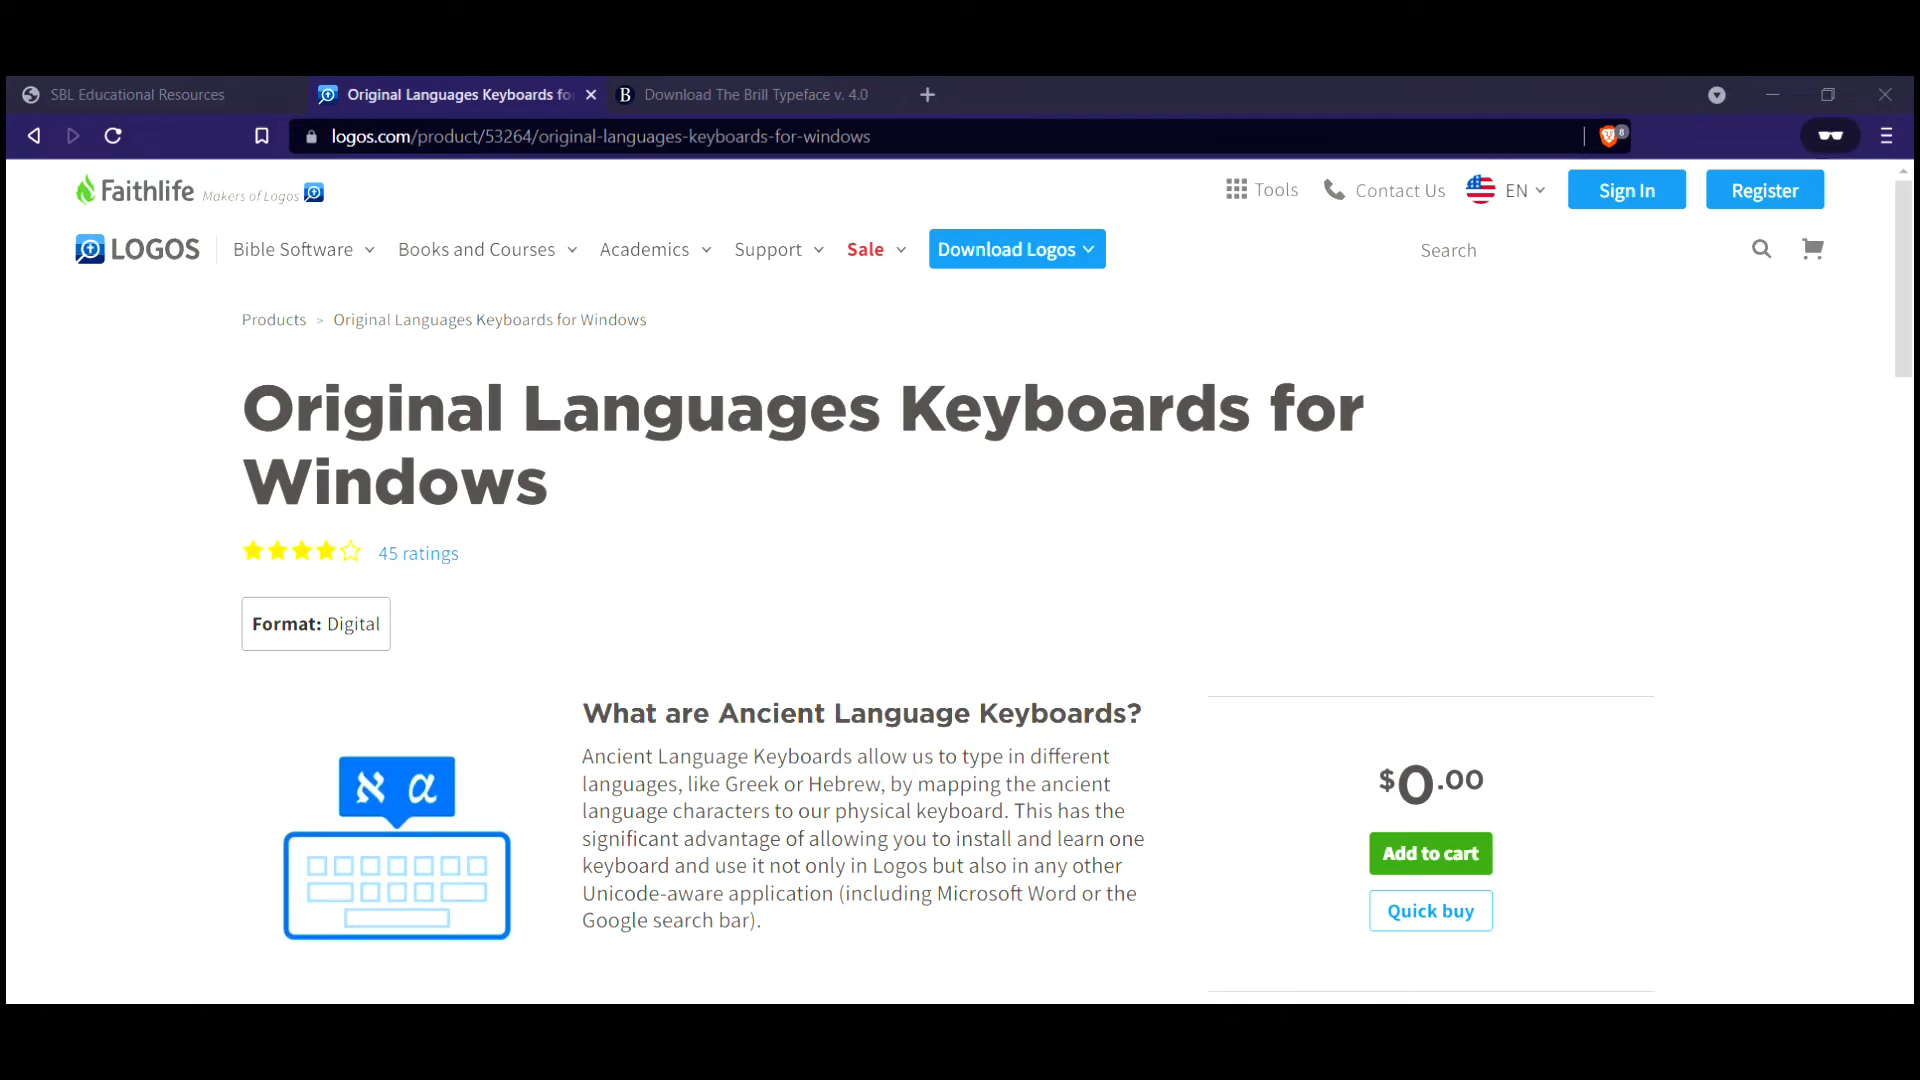 SBL Educational Resources
Original Languages Keyboards fo
B Download The Brill Typeface v. 4.0
logos.com/product/53264/original-languages-keyboards-for-windows
8
Faithlife Makers of Logos
Tools
Contact Us
EN
Sign In
Register
LOGOS
Bible Software
Books and Courses
Academics
Support
Sale
Download Logos
Search
Products > Original Languages Keyboards for Windows
Original Languages Keyboards for
Windows
45 ratings
Format: Digital
א α
What are Ancient Language Keyboards?
Ancient Language Keyboards allow us to type in different
languages, like Greek or Hebrew, by mapping the ancient
language characters to our physical keyboard. This has the
significant advantage of allowing you to install and learn one
keyboard and use it not only in Logos but also in any other
Unicode-aware application (including Microsoft Word or the
Google search bar).
$0.00
Add to cart
Quick buy